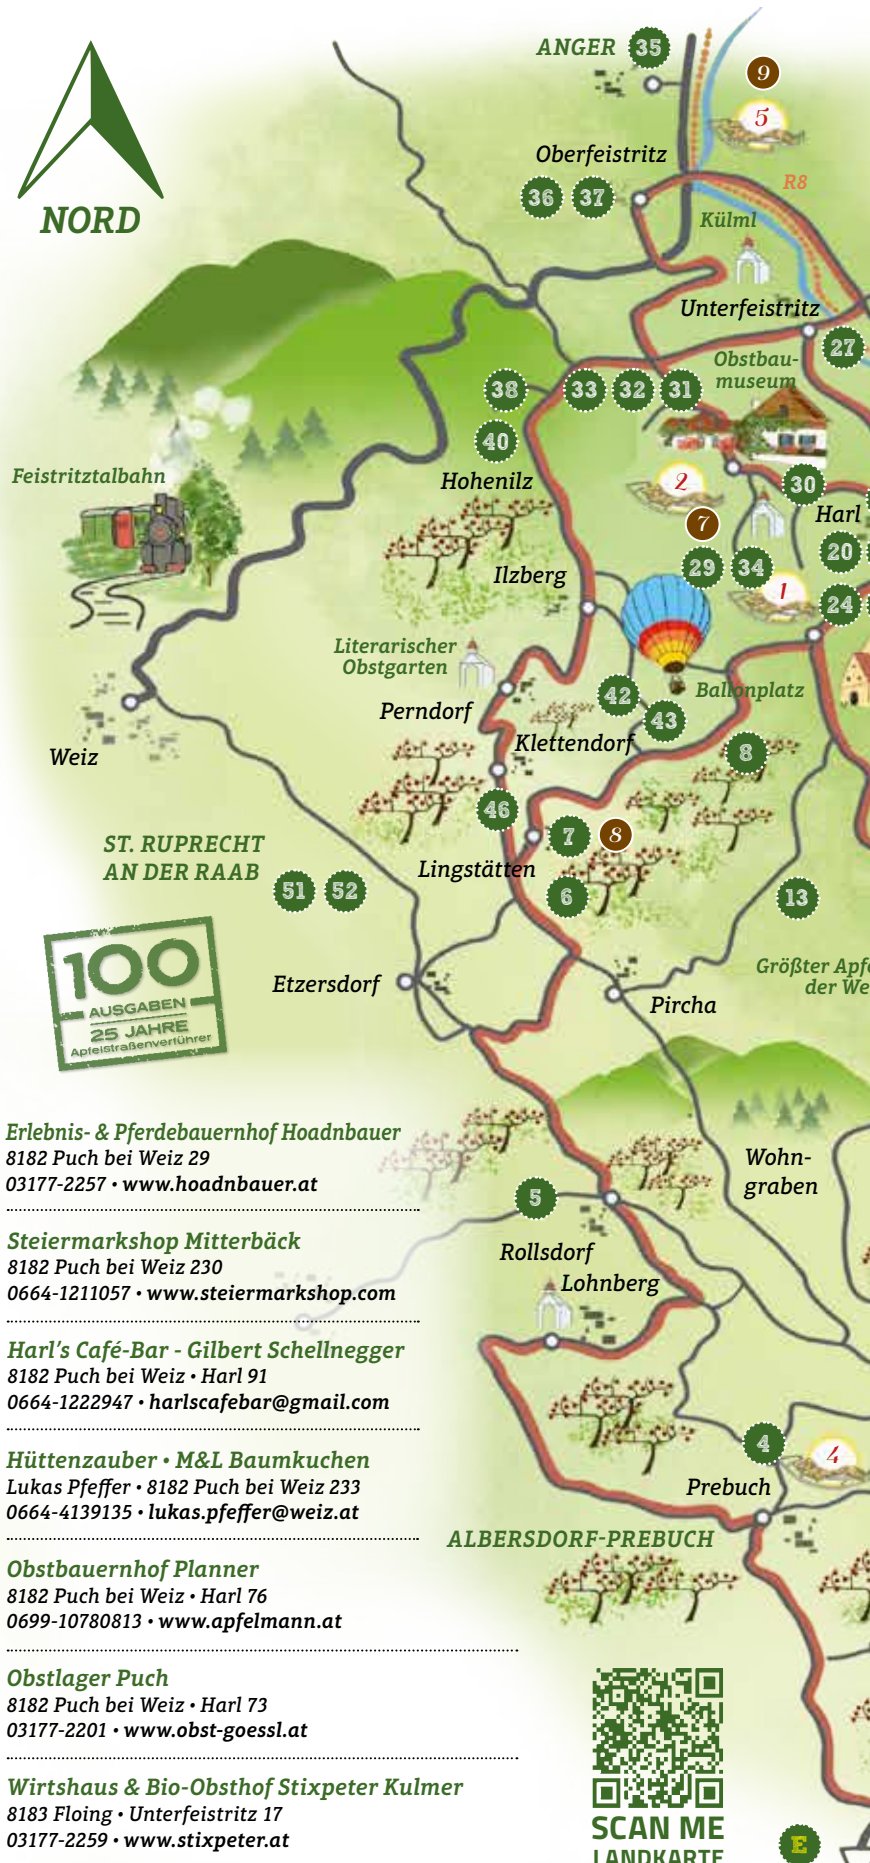 NORD
ANGER 35
9
5
Oberfeistritz
36 37
R8
Külml
Unterfeistritz
27
Obstbau-
museum
38
33 32 31
40
Hohenilz
Feistritztalbahn
2
30
Harl
7
20
Ilzberg
29 34
1
24
Literarischer
Obstgarten
42
Ballonplatz
Perndorf
43
Klettendorf
8
Weiz
46
7 8
ST. RUPRECHT
AN DER RAAB
51 52
Lingstätten
6
13
100
AUSGABEN
25 JAHRE
Apfelstraßenverführer
Etzersdorf
Größter Apfe
der We
Pircha
Erlebnis- & Pferdebauernhof Hoadnbauer
8182 Puch bei Weiz 29
03177-2257 • www.hoadnbauer.at
Wohn-
graben
5
Rollsdorf
Lohnberg
Steiermarkshop Mitterbäck
8182 Puch bei Weiz 230
0664-1211057 • www.steiermarkshop.com
Harl's Café-Bar - Gilbert Schellnegger
8182 Puch bei Weiz • Harl 91
0664-1222947 • harlscafebar@gmail.com
4
4
Prebuch
Hüttenzauber • M&L Baumkuchen
Lukas Pfeffer • 8182 Puch bei Weiz 233
0664-4139135 • lukas.pfeffer@weiz.at
ALBERSDORF-PREBUCH
Obstbauernhof Planner
8182 Puch bei Weiz • Harl 76
0699-10780813 • www.apfelmann.at
Obstlager Puch
8182 Puch bei Weiz • Harl 73
03177-2201 • www.obst-goessl.at
Wirtshaus & Bio-Obsthof Stixpeter Kulmer
8183 Floing • Unterfeistritz 17
03177-2259 • www.stixpeter.at
SCAN ME
LANDKARTE
E